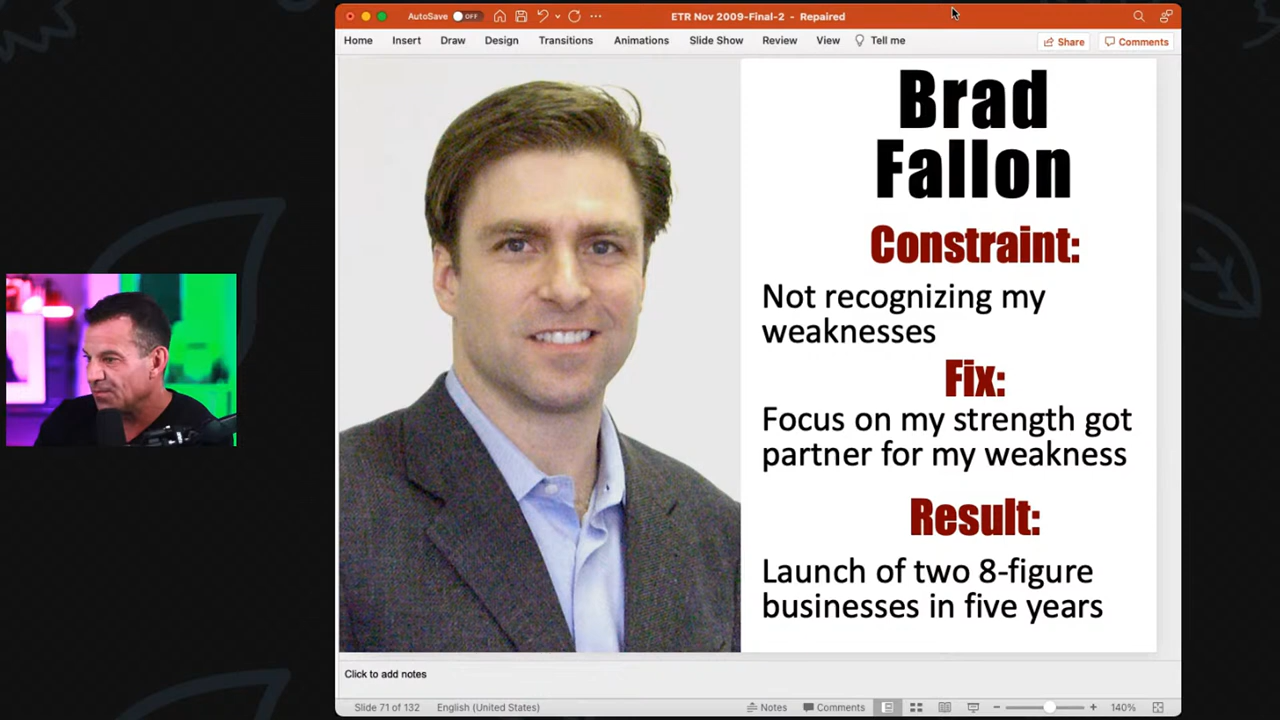 AutoSave OFF
ETR Nov 2009-Final-2 - Repaired
Home Insert Draw Design Transitions Animations Slide Show Review View Tell me Share Comments
Brad
Fallon
Constraint:
Not recognizing my
weaknesses
Fix:
Focus on my strength got
partner for my weakness
Result:
Launch of two 8-figure
businesses in five years
Click to add notes
Slide 71 of 132 English (United States) Notes Comments 140%